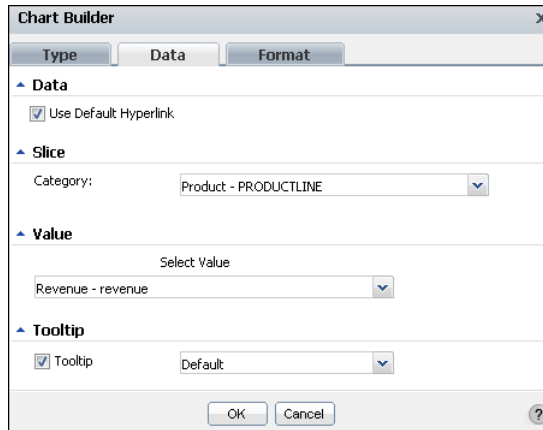 Chart Builder
Type Data Format
Data
Use Default Hyperlink
Slice
Category: Product - PRODUCTLINE
Value
Select Value
Revenue - revenue
Tooltip
Tooltip Default
OK Cancel ?